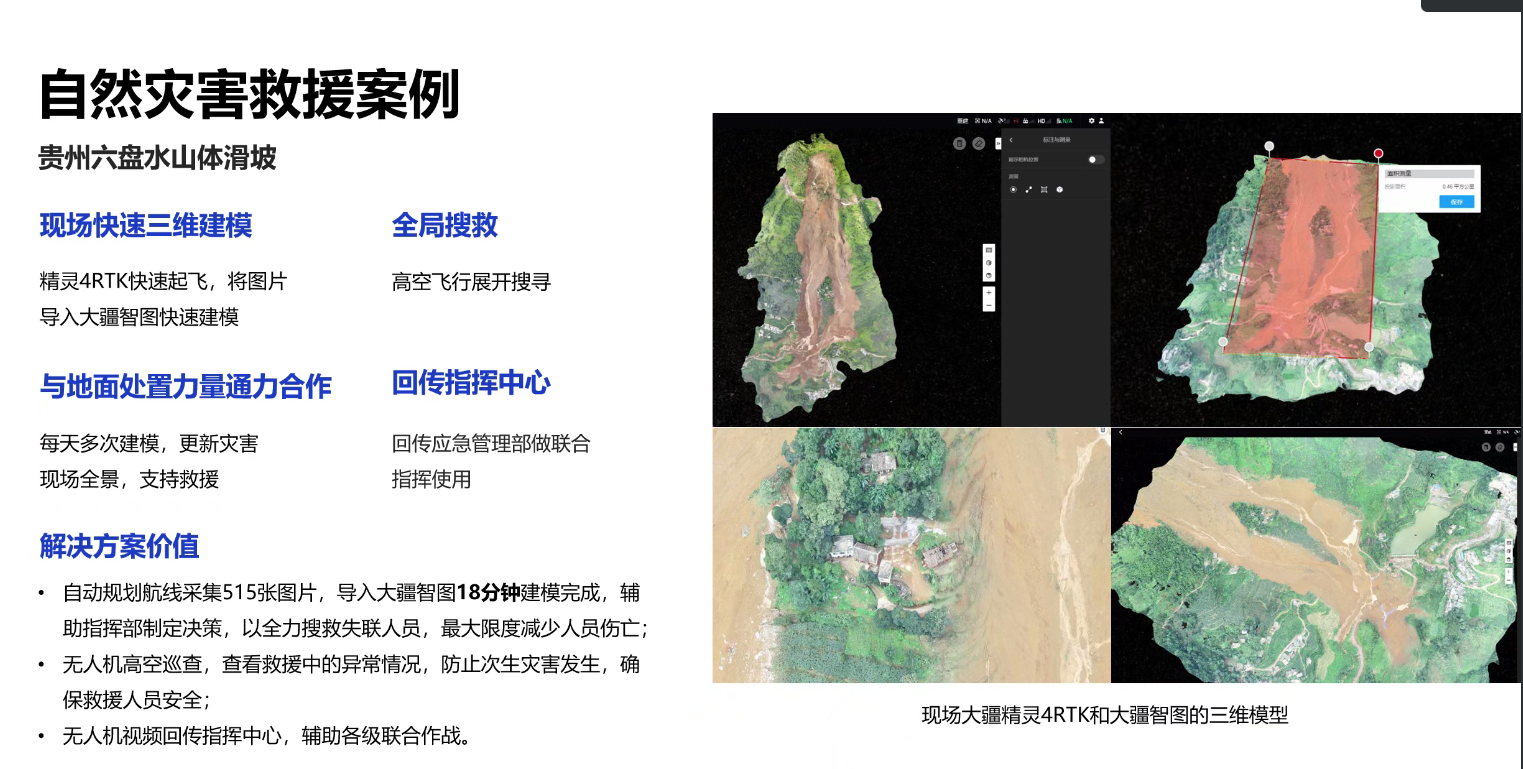 自然灾害救援案例
贵州六盘水山体滑坡
现场快速三维建模
精灵4RTK快速起飞，将图片
导入大疆智图快速建模
全局搜救
高空飞行展开搜寻
与地面处置力量通力合作
每天多次建模，更新灾害
现场全景，支持救援
回传指挥中心
回传应急管理部做联合
指挥使用
解决方案价值
• 自动规划航线采集515张图片，导入大疆智图18分钟建模完成，辅
助指挥部制定决策，以全力搜救失联人员，最大限度减少人员伤亡；
• 无人机高空巡查，查看救援中的异常情况，防止次生灾害发生，确
保救援人员安全；
• 无人机视频回传指挥中心，辅助各级联合作战。
N/A
HD
N/A
标注与测量
面积测量
0.46 平方公里
保存
现场大疆精灵4RTK和大疆智图的三维模型